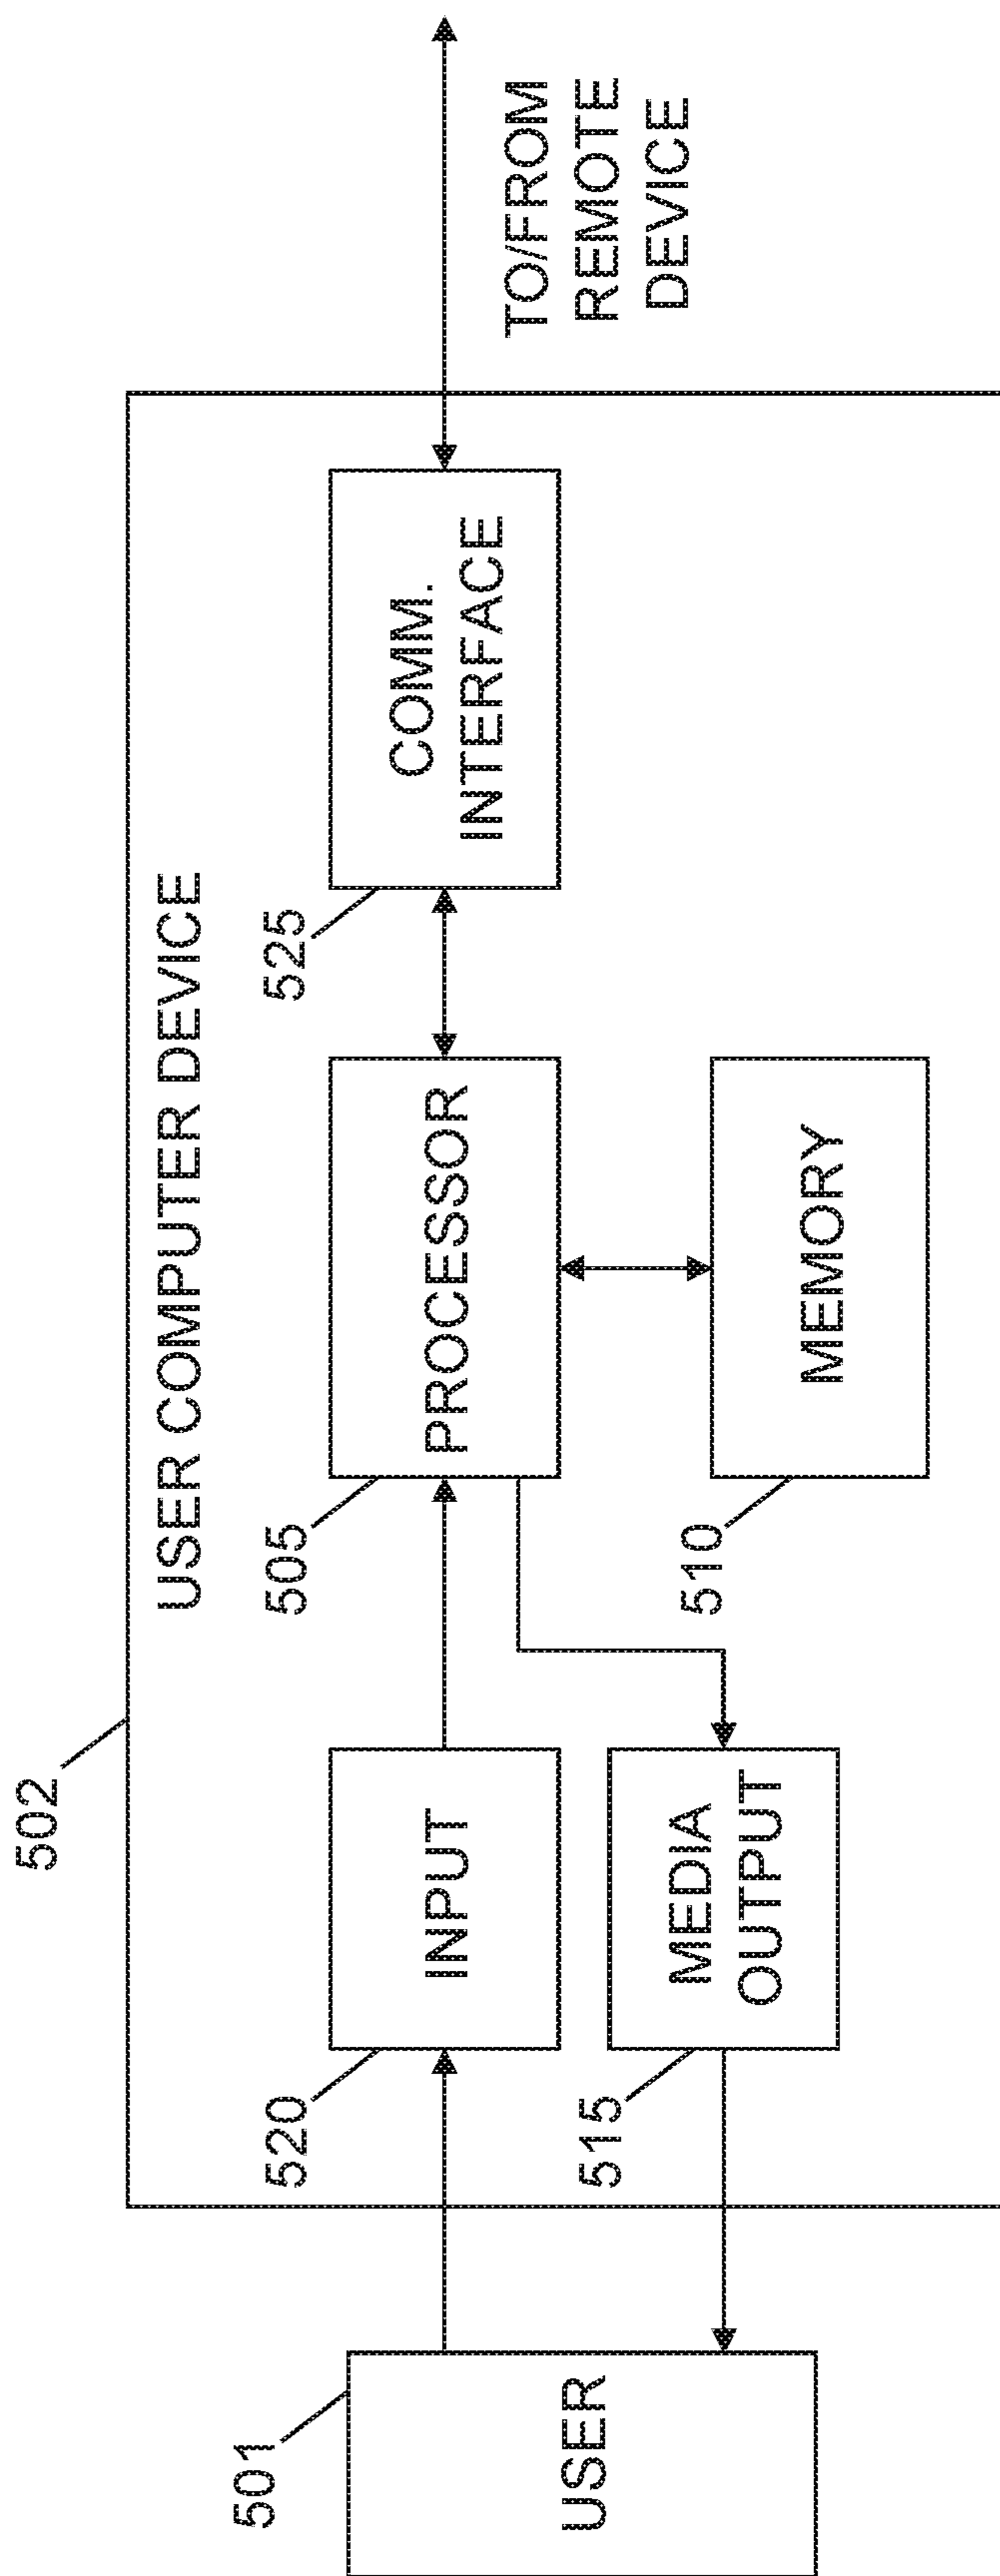 502
USER COMPUTER DEVICE
501
USER
520
INPUT
515
MEDIA
OUTPUT
505
PROCESSOR
510
MEMORY
525
COMM.
INTERFACE
TO/FROM
REMOTE
DEVICE